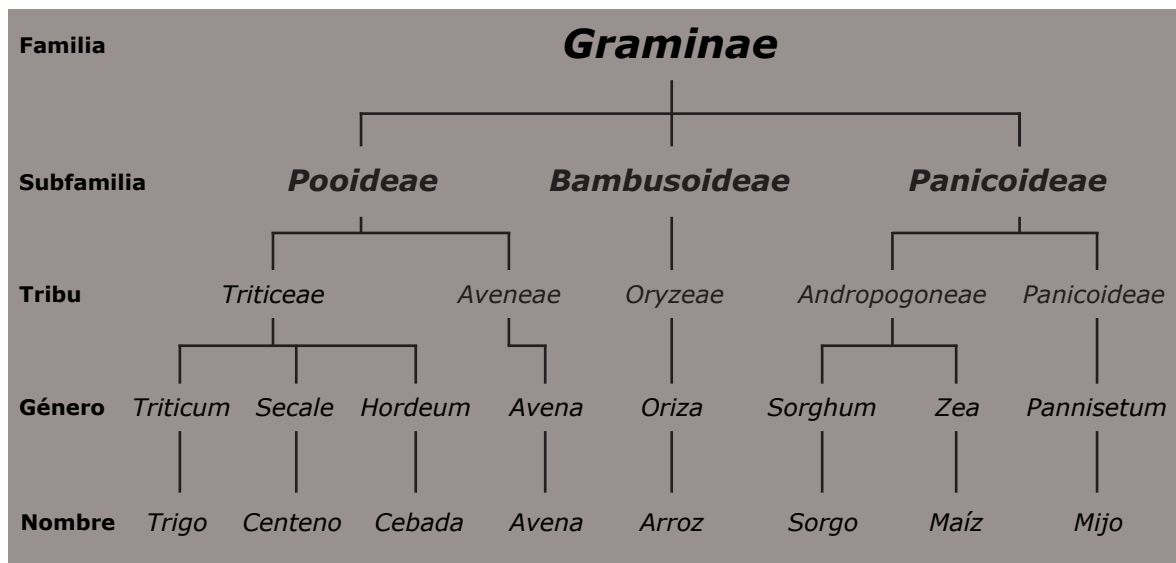 Familia Graminae
Subfamilia Pooideae Bambusoideae Panicoideae
Tribu Triticeae Aveneae Oryzeae Andropogoneae Panicoideae
Género Triticum Secale Hordeum Avena Oriza Sorghum Zea Pannisetum
Nombre Trigo Centeno Cebada Avena Arroz Sorgo Maíz Mijo